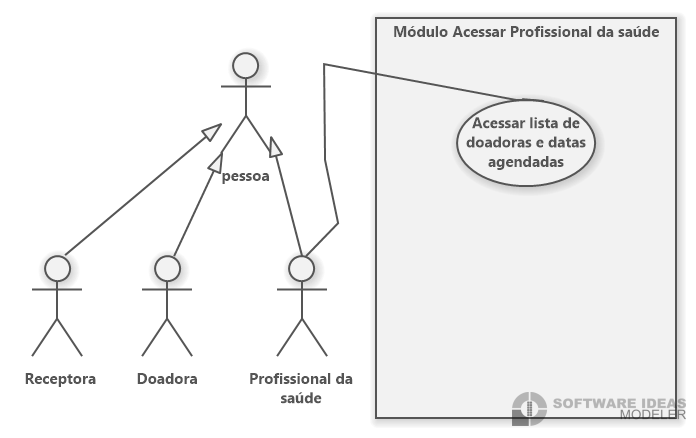 Módulo Acessar Profissional da saúde
Acessar lista de
doadoras e datas
agendadas
pessoa
Receptora
Doadora
Profissional da
saúde
SOFTWARE IDEAS
MODELER